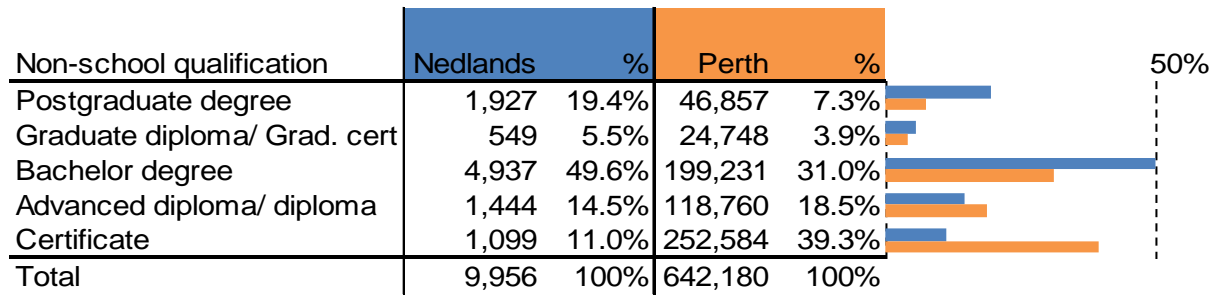 Non-school qualification Nedlands % Perth % 50%
Postgraduate degree 1,927 19.4% 46,857 7.3%
Graduate diploma/ Grad. cert 549 5.5% 24,748 3.9%
Bachelor degree 4,937 49.6% 199,231 31.0%
Advanced diploma/ diploma 1,444 14.5% 118,760 18.5%
Certificate 1,099 11.0% 252,584 39.3%
Total 9,956 100% 642,180 100%